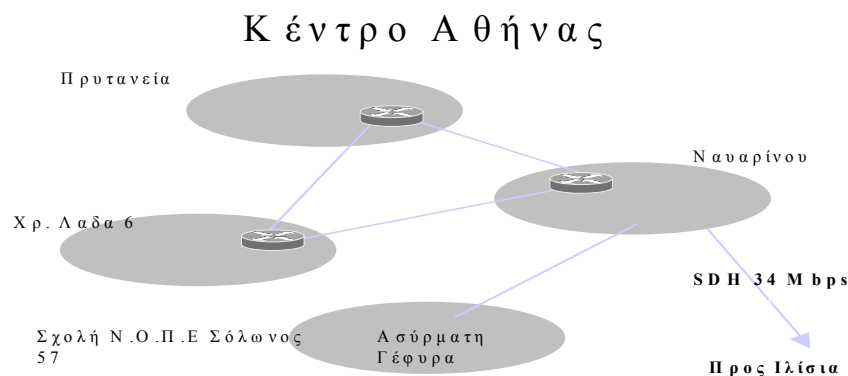 Κέντρο Αθήνας
Πρυτανεία
Ναυαρίνου
Χρ. Λαδα 6
SDH 34 Mbps
Σχολή Ν.Ο.Π.Ε Σόλωνος
57
Ασύρματη
Γέφυρα
Προς Ιλίσια